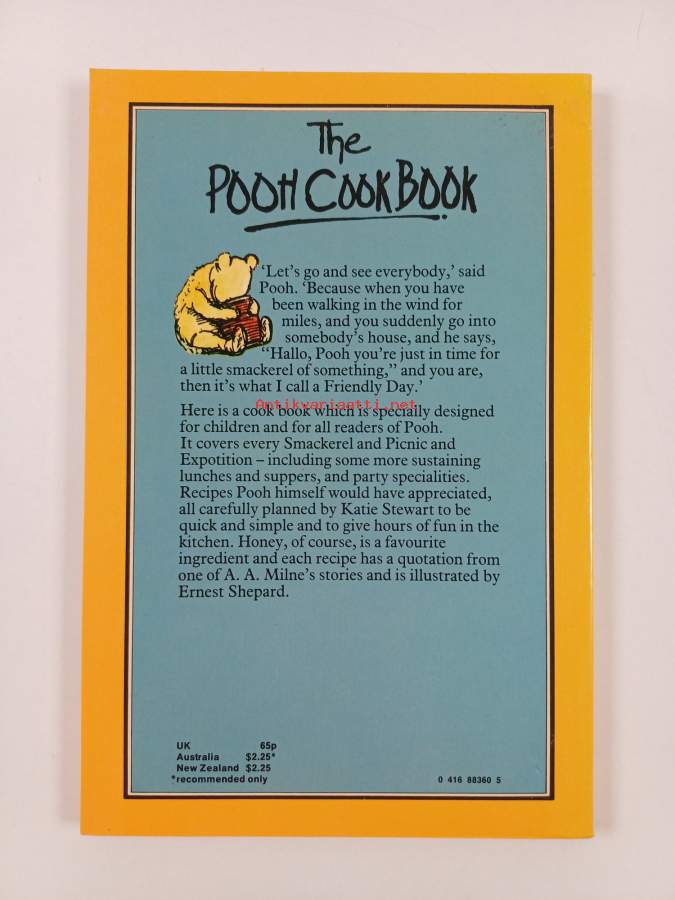 The
POOH COOK BOOK
‘Let’s go and see everybody,’ said
Pooh. ‘Because when you have
been walking in the wind for
miles, and you suddenly go into
somebody’s house, and he says,
“Hallo, Pooh you’re just in time for
a little smackerel of something,” and you are,
then it’s what I call a Friendly Day.’
Antikvariaatti.net
Here is a cook book which is specially designed
for children and for all readers of Pooh.
It covers every Smackerel and Picnic and
Expotition – including some more sustaining
lunches and suppers, and party specialities.
Recipes Pooh himself would have appreciated,
all carefully planned by Katie Stewart to be
quick and simple and to give hours of fun in the
kitchen. Honey, of course, is a favourite
ingredient and each recipe has a quotation from
one of A. A. Milne’s stories and is illustrated by
Ernest Shepard.
UK 65p
Australia $2.25*
New Zealand $2.25
*recommended only
0 416 88360 5